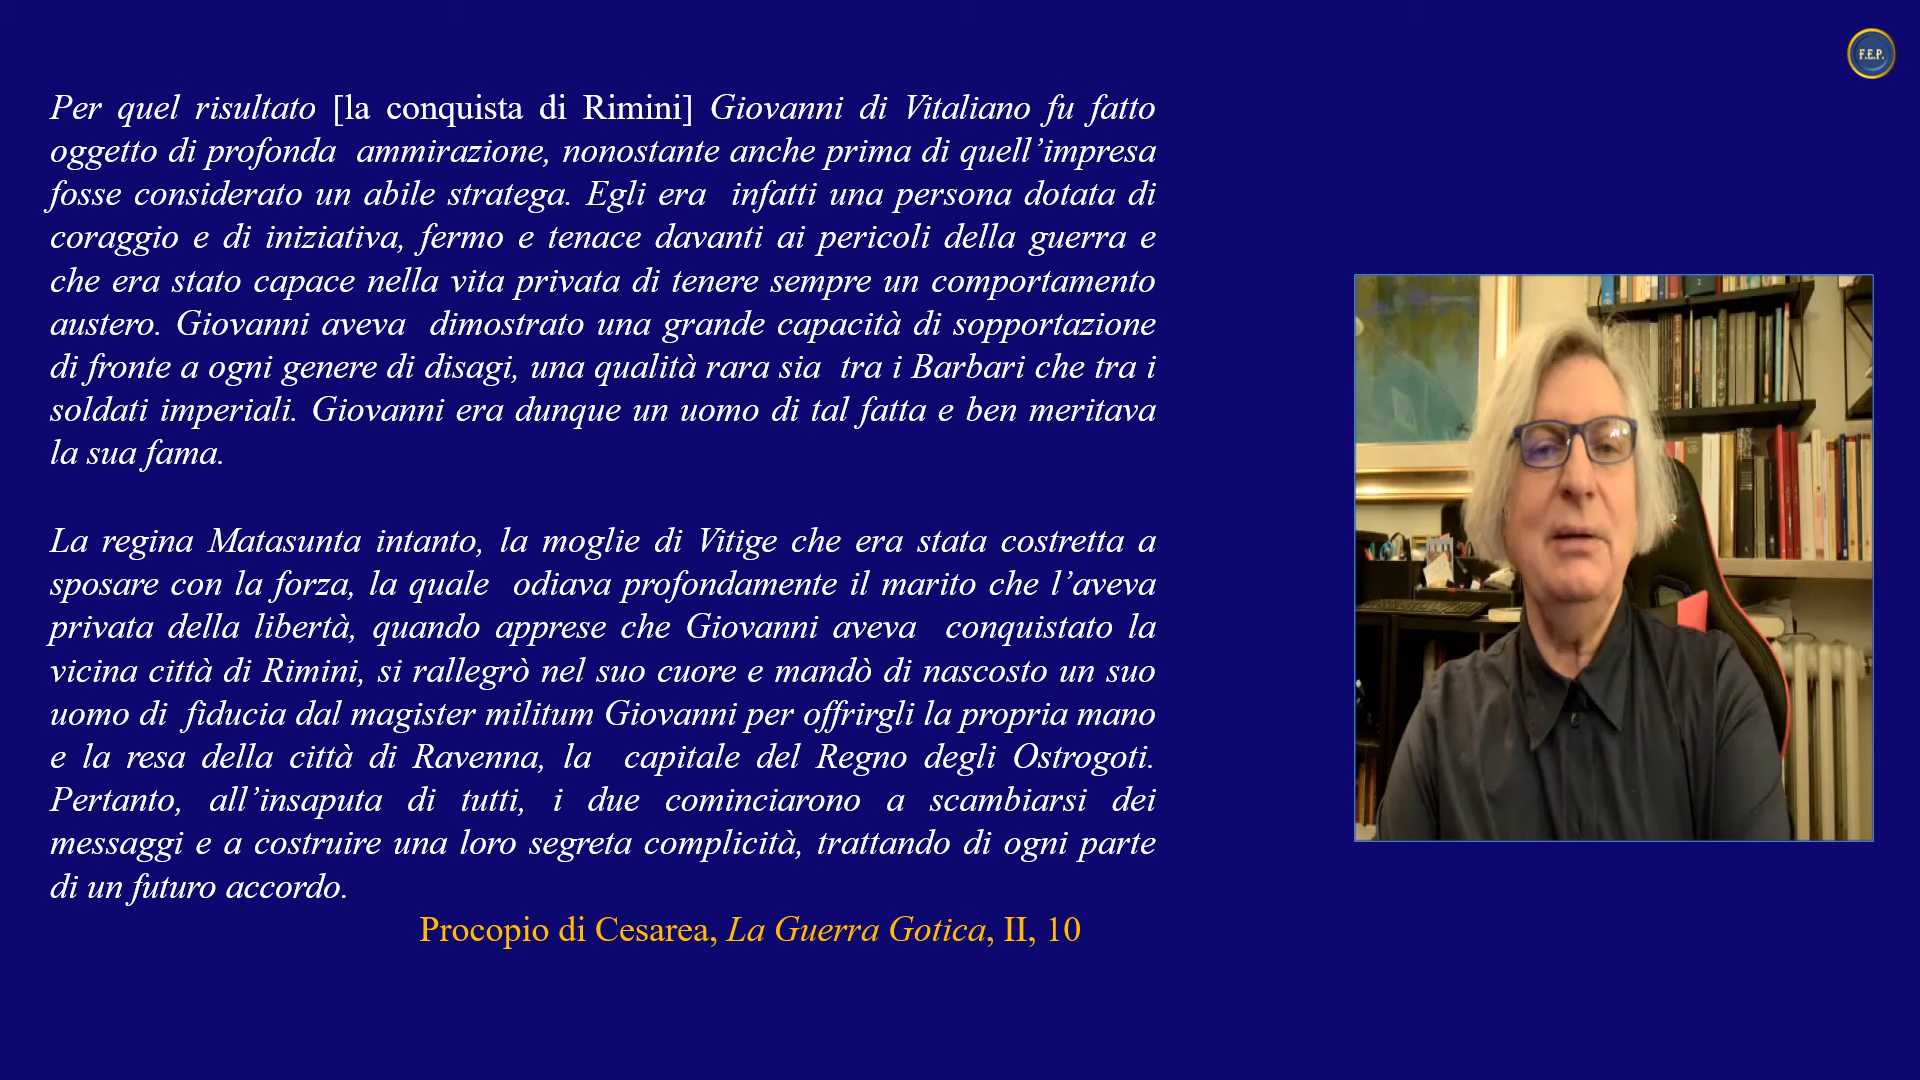 F.E.P.
Per quel risultato [la conquista di Rimini] Giovanni di Vitaliano fu fatto
oggetto di profonda ammirazione, nonostante anche prima di quell’impresa
fosse considerato un abile stratega. Egli era infatti una persona dotata di
coraggio e di iniziativa, fermo e tenace davanti ai pericoli della guerra e
che era stato capace nella vita privata di tenere sempre un comportamento
austero. Giovanni aveva dimostrato una grande capacità di sopportazione
di fronte a ogni genere di disagi, una qualità rara sia tra i Barbari che tra i
soldati imperiali. Giovanni era dunque un uomo di tal fatta e ben meritava
la sua fama.
La regina Matasunta intanto, la moglie di Vitige che era stata costretta a
sposare con la forza, la quale odiava profondamente il marito che l’aveva
privata della libertà, quando apprese che Giovanni aveva conquistato la
vicina città di Rimini, si rallegrò nel suo cuore e mandò di nascosto un suo
uomo di fiducia dal magister militum Giovanni per offrirgli la propria mano
e la resa della città di Ravenna, la capitale del Regno degli Ostrogoti.
Pertanto, all’insaputa di tutti, i due cominciarono a scambiarsi dei
messaggi e a costruire una loro segreta complicità, trattando di ogni parte
di un futuro accordo.
Procopio di Cesarea, La Guerra Gotica, II, 10